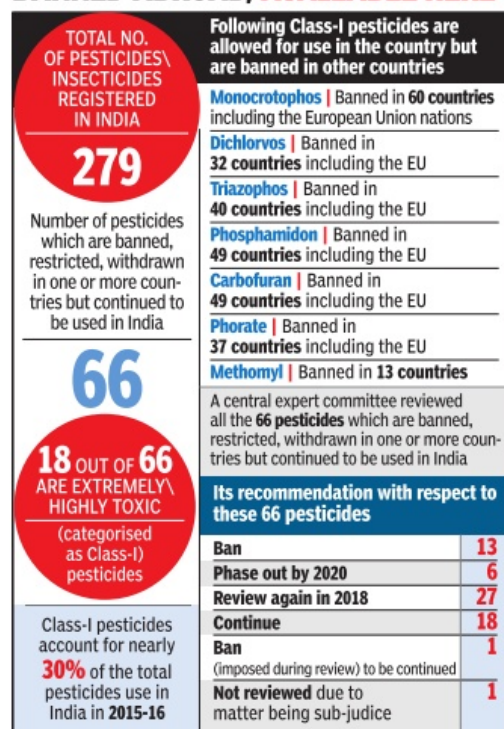 TOTAL NO.
OF PESTICIDES\
INSECTICIDES
REGISTERED
IN INDIA
279
Number of pesticides
which are banned,
restricted, withdrawn
in one or more coun-
tries but continued to
be used in India
66
18 OUT OF 66
ARE EXTREMELY\
HIGHLY TOXIC
(categorised
as Class-I)
pesticides
Class-I pesticides
account for nearly
30% of the total
pesticides use in
India in 2015-16
Following Class-I pesticides are
allowed for use in the country but
are banned in other countries
Monocrotophos | Banned in 60 countries
including the European Union nations
Dichlorvos | Banned in
32 countries including the EU
Triazophos | Banned in
40 countries including the EU
Phosphamidon | Banned in
49 countries including the EU
Carbofuran | Banned in
49 countries including the EU
Phorate | Banned in
37 countries including the EU
Methomyl | Banned in 13 countries
A central expert committee reviewed
all the 66 pesticides which are banned,
restricted, withdrawn in one or more coun-
tries but continued to be used in India
Its recommendation with respect to
these 66 pesticides
Ban 13
Phase out by 2020 6
Review again in 2018 27
Continue 18
Ban 1
(imposed during review) to be continued
Not reviewed due to 1
matter being sub-judice